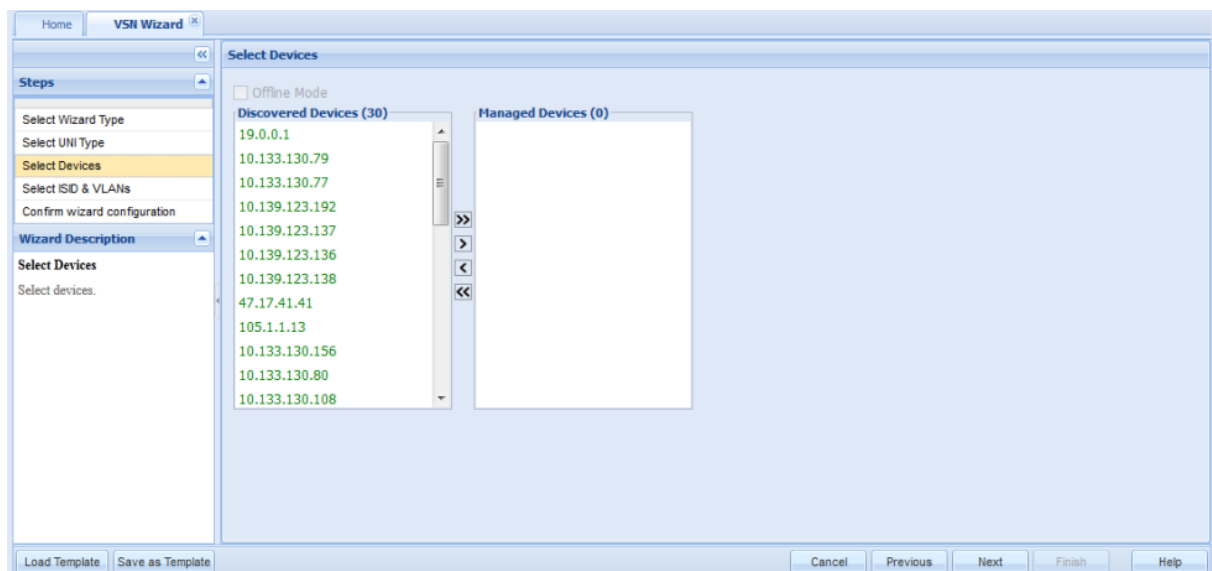 Home VSN Wizard
Select Devices
Steps
Select Wizard Type
Select UNI Type
Select Devices
Select ISID & VLANs
Confirm wizard configuration
Wizard Description
Select Devices
Select devices.
Offline Mode
Discovered Devices (30)
19.0.0.1
10.133.130.79
10.133.130.77
10.139.123.192
10.139.123.137
10.139.123.136
10.139.123.138
47.17.41.41
105.1.1.13
10.133.130.156
10.133.130.80
10.133.130.108
Managed Devices (0)
Load Template Save as Template Cancel Previous Next Finish Help